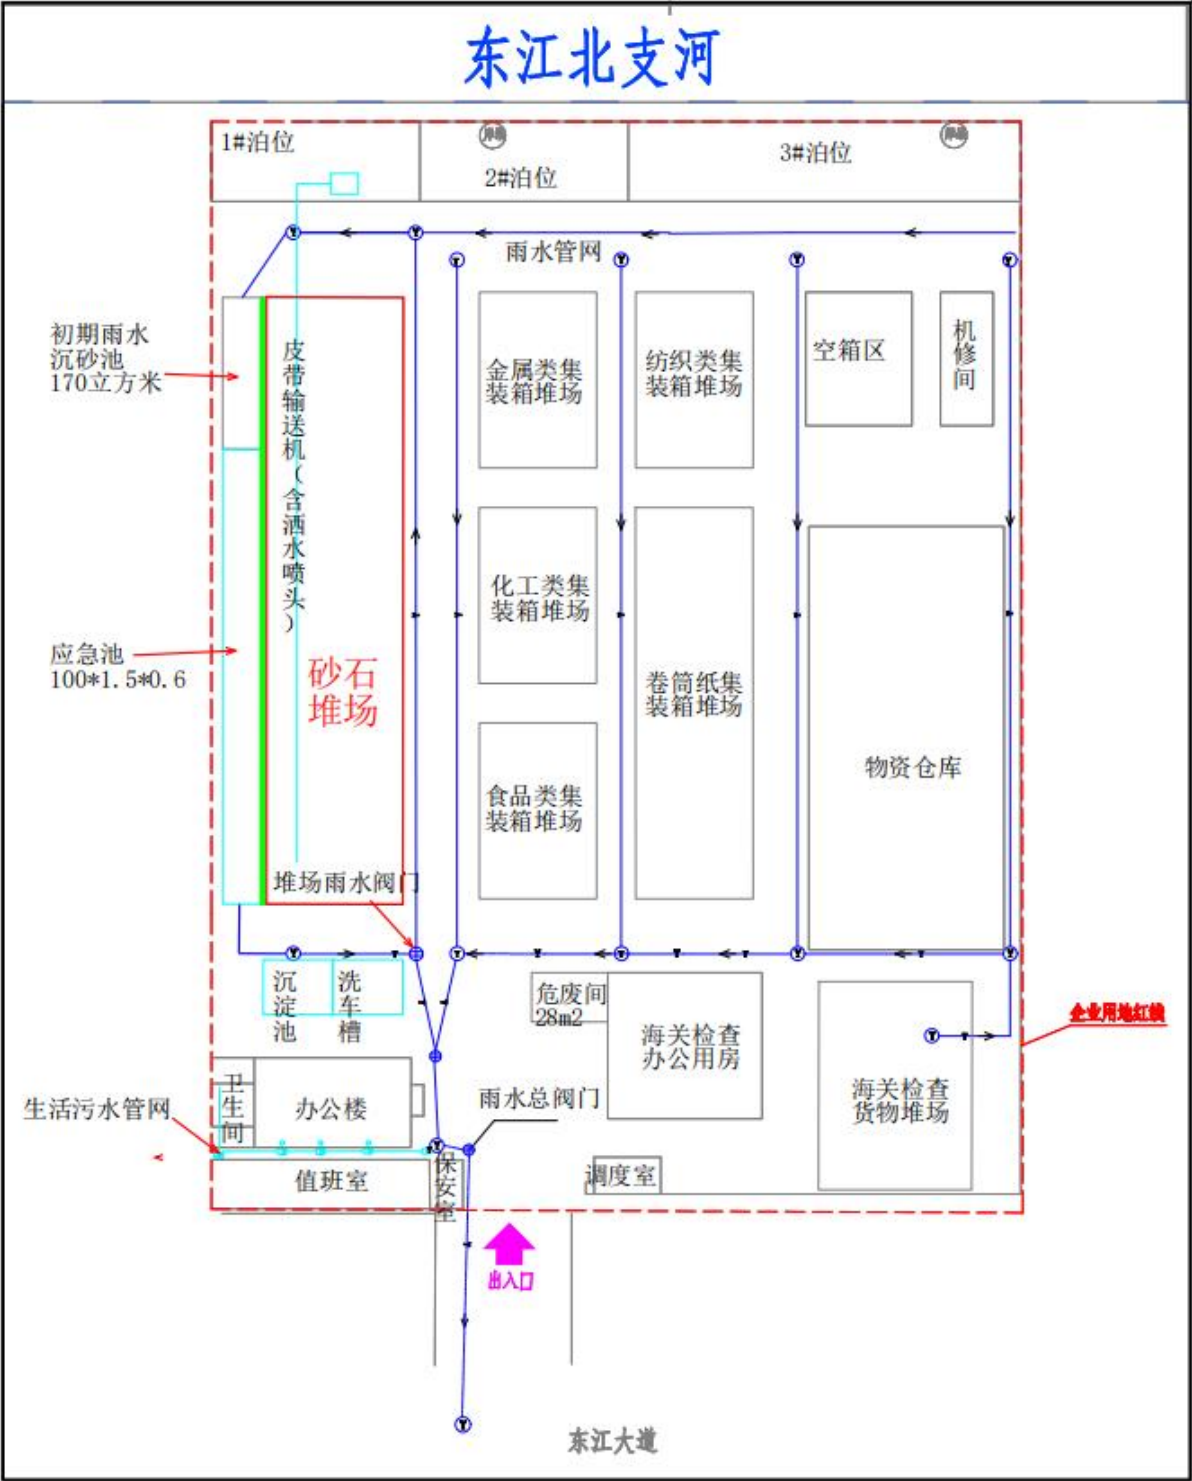 东江北支河
1#泊位
2#泊位
3#泊位
雨水管网
初期雨水
沉砂池
170立方米
皮带输送机（含洒水喷头）
金属类集
装箱堆场
纺织类集
装箱堆场
空箱区
机修间
化工类集
装箱堆场
应急池
100*1.5*0.6
砂石
堆场
卷筒纸集
装箱堆场
物资仓库
食品类集
装箱堆场
堆场雨水阀门
沉淀池
洗车槽
危废间
28m2
海关检查
办公用房
企业用地红线
海关检查
货物堆场
生活污水管网
卫生间
办公楼
雨水总阀门
值班室
保安室
调度室
出入口
东江大道